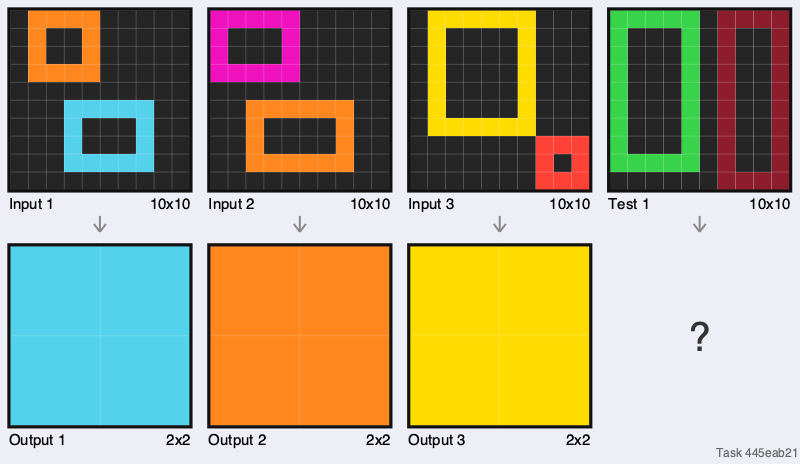 Input 1 10x10
Input 2 10x10
Input 3 10x10
Test 1 10x10
?
Output 1 2x2
Output 2 2x2
Output 3 2x2
Task 445eab21